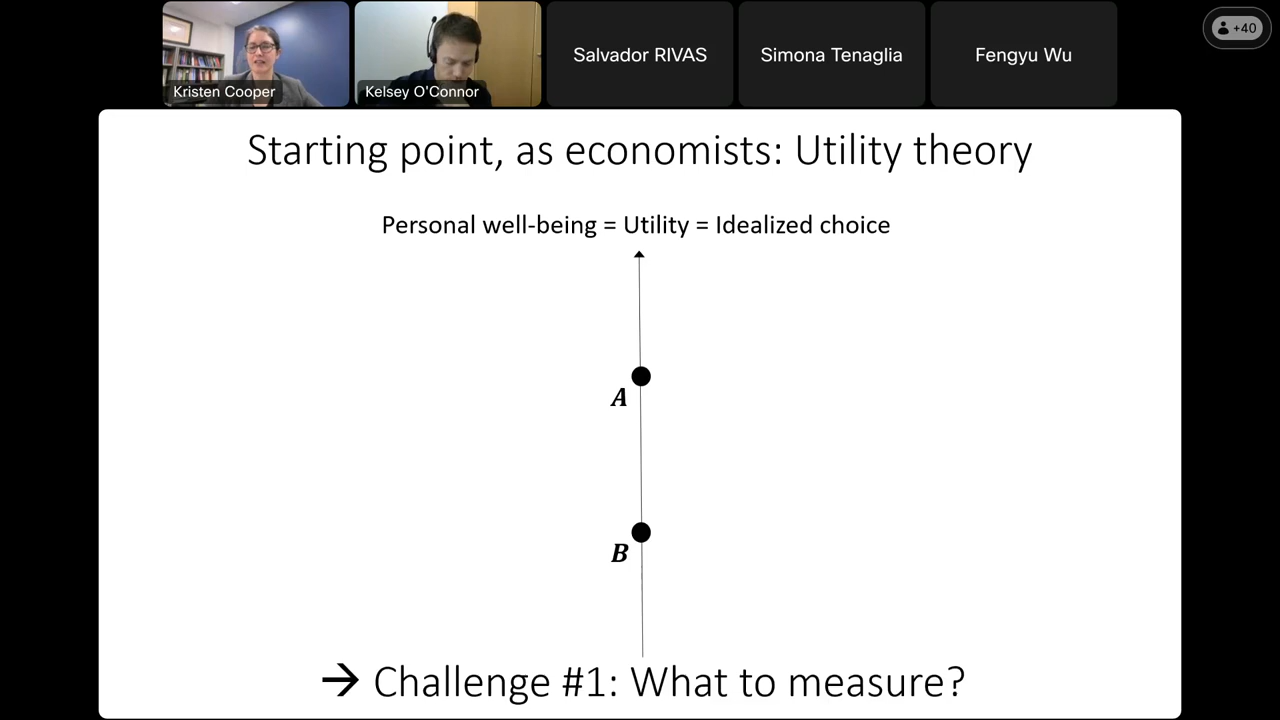 Kristen Cooper
Kelsey O'Connor
Salvador RIVAS
Simona Tenaglia
Fengyu Wu
+40
Starting point, as economists: Utility theory
Personal well-being = Utility = Idealized choice
A
B
→ Challenge #1: What to measure?